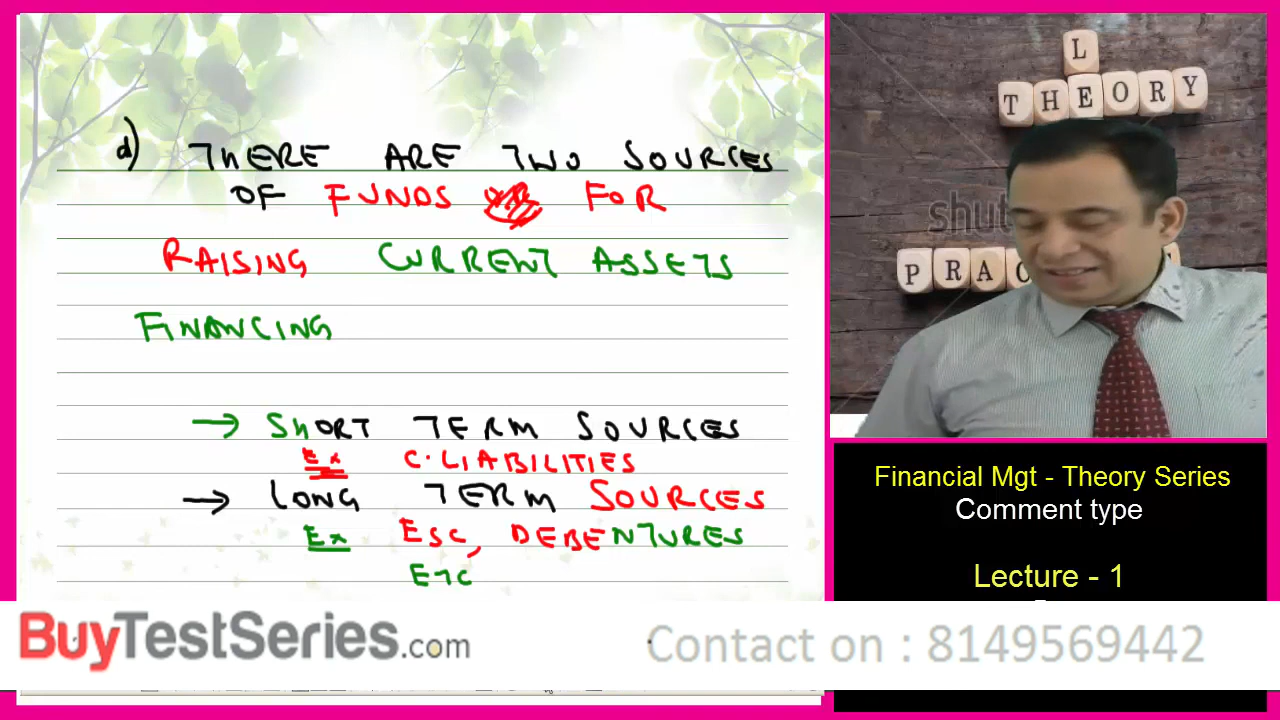 d) THERE ARE TWO SOURCES
OF FUNDS FOR
RAISING CURRENT ASSETS
FINANCING
→ SHORT TERM SOURCES
Ex C. LIABILITIES
→ LONG TERM SOURCES
Ex ESC, DEBENTURES
ETC
L
THEORY
shut
PRAC
Financial Mgt - Theory Series
Comment type
Lecture - 1
BuyTestSeries.com
Contact on : 8149569442